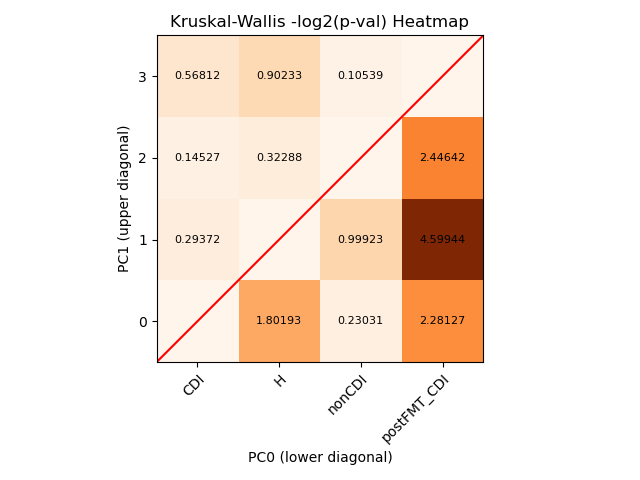 Kruskal-Wallis -log2(p-val) Heatmap
PC1 (upper diagonal)
3
0.56812 0.90233 0.10539
2
0.14527 0.32288 2.44642
1
0.29372 0.99923 4.59944
0
1.80193 0.23031 2.28127
CDI H nonCDI postFMT_CDI
PC0 (lower diagonal)